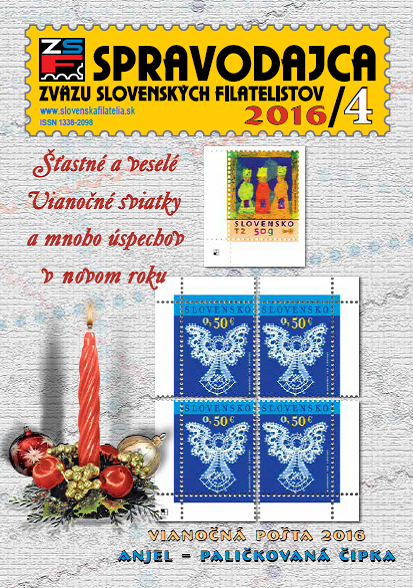 ZSF
SPRAVODAJCA
ZVÄZU SLOVENSKÝCH FILATELISTOV
www.slovenskafilatelia.sk
ISSN 1338-2098
2016/4
Šťastné a veselé
Vianočné sviatky
a mnoho úspechov
v novom roku
SLOVENSKO
T2 50g
SLOVENSKO
0,50€
SLOVENSKO
0,50€
SLOVENSKO
0,50€
SLOVENSKO
0,50€
VIANOČNÁ POŠTA 2016
ANJEL – PALIČKOVANÁ ČIPKA